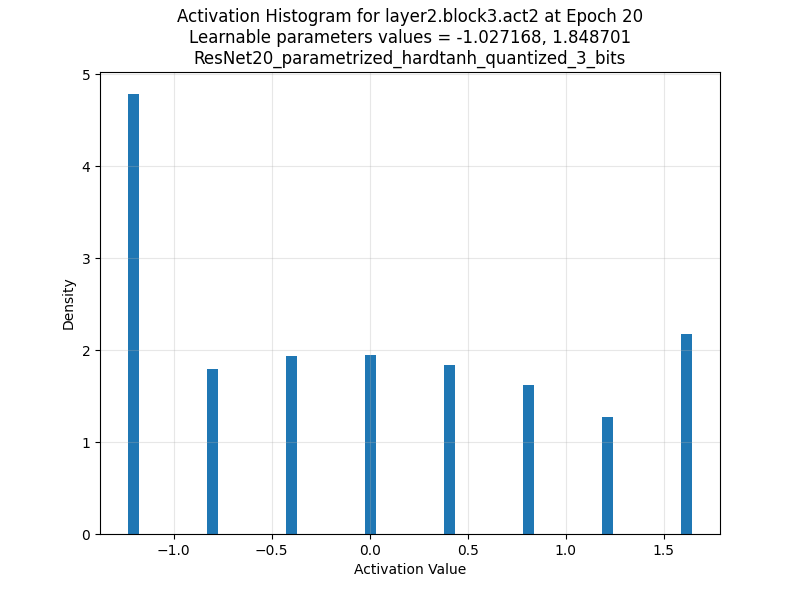 Activation Histogram for layer2.block3.act2 at Epoch 20
Learnable parameters values = -1.027168, 1.848701
ResNet20_parametrized_hardtanh_quantized_3_bits
5
4
3
2
1
0
Density
−1.0 −0.5 0.0 0.5 1.0 1.5
Activation Value